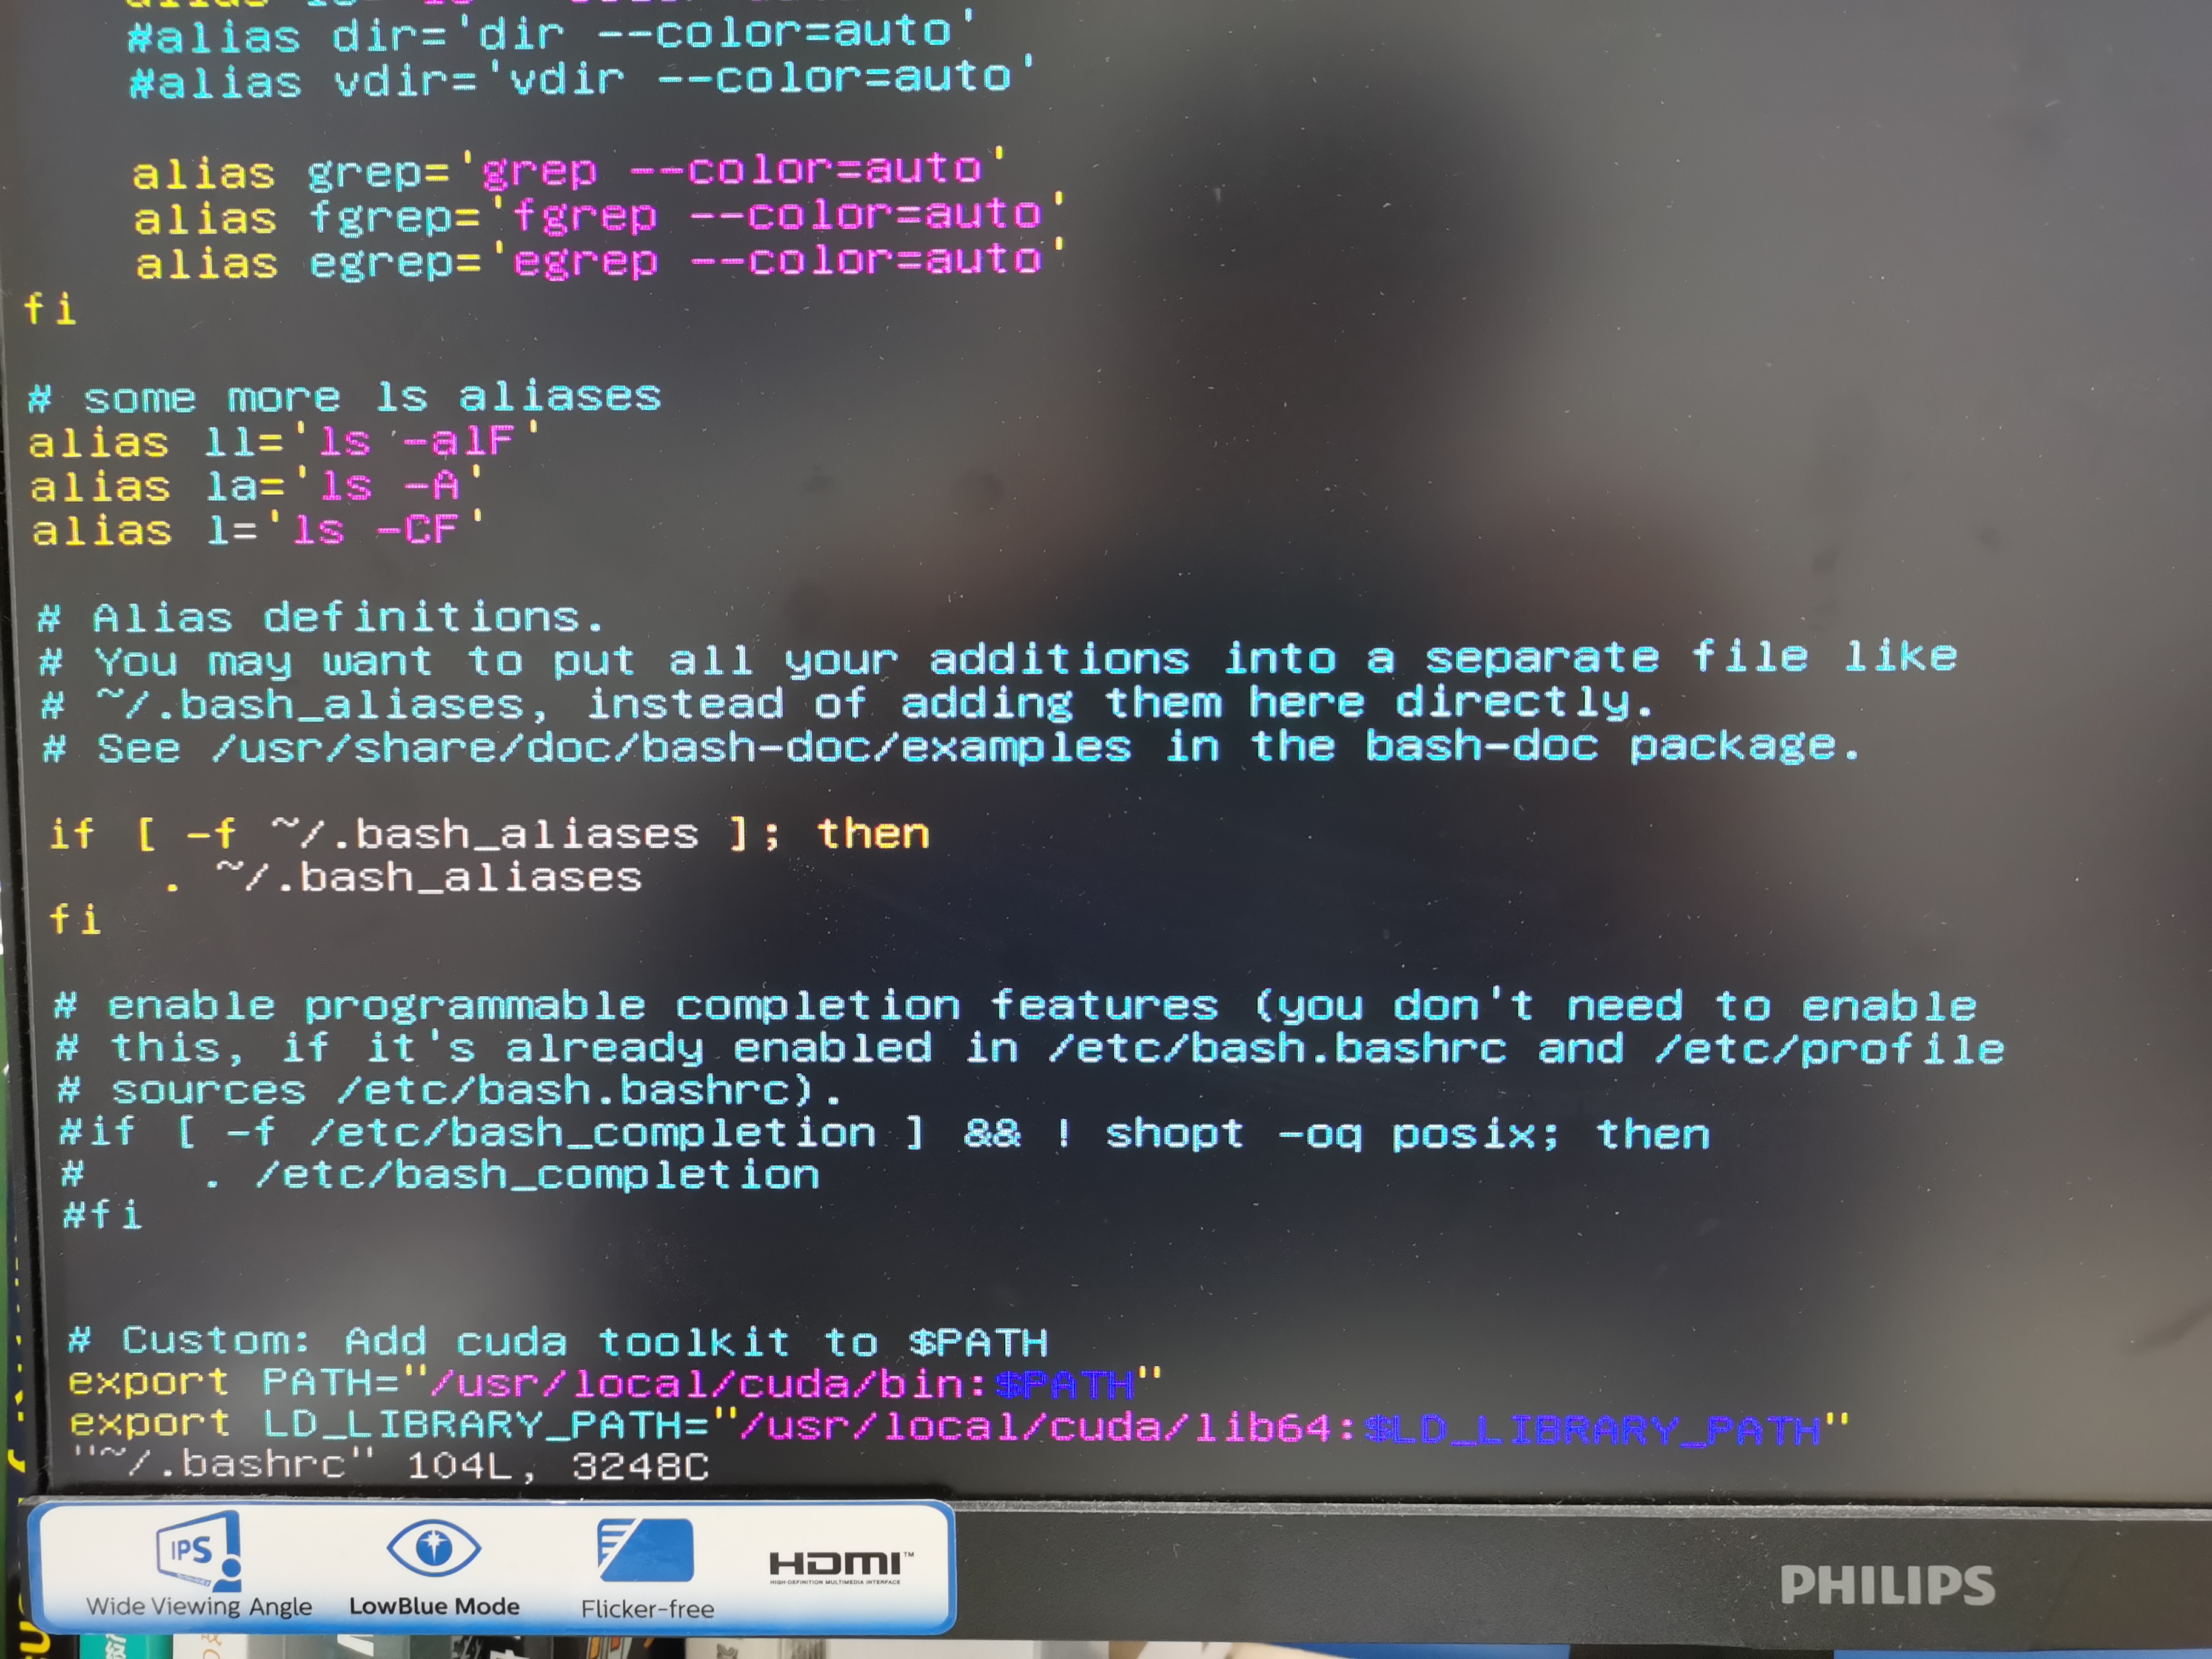 #alias dir='dir --color=auto'
#alias vdir='vdir --color=auto'
alias grep='grep --color=auto'
alias fgrep='fgrep --color=auto'
alias egrep='egrep --color=auto'
fi
# some more ls aliases
alias ll='ls -alF'
alias la='ls -A'
alias l='ls -CF'
# Alias definitions.
# You may want to put all your additions into a separate file like
# ~/.bash_aliases, instead of adding them here directly.
# See /usr/share/doc/bash-doc/examples in the bash-doc package.
if [ -f ~/.bash_aliases ]; then
. ~/.bash_aliases
fi
# enable programmable completion features (you don't need to enable
# this, if it's already enabled in /etc/bash.bashrc and /etc/profile
# sources /etc/bash.bashrc).
#if [ -f /etc/bash_completion ] && ! shopt -oq posix; then
#    . /etc/bash_completion
#fi
# Custom: Add cuda toolkit to $PATH
export PATH="/usr/local/cuda/bin:$PATH"
export LD_LIBRARY_PATH="/usr/local/cuda/lib64:$LD_LIBRARY_PATH"
"~/.bashrc" 104L, 3248C
IPS
HDMI™
HIGH-DEFINITION MULTIMEDIA INTERFACE
Wide Viewing Angle
LowBlue Mode
Flicker-free
PHILIPS